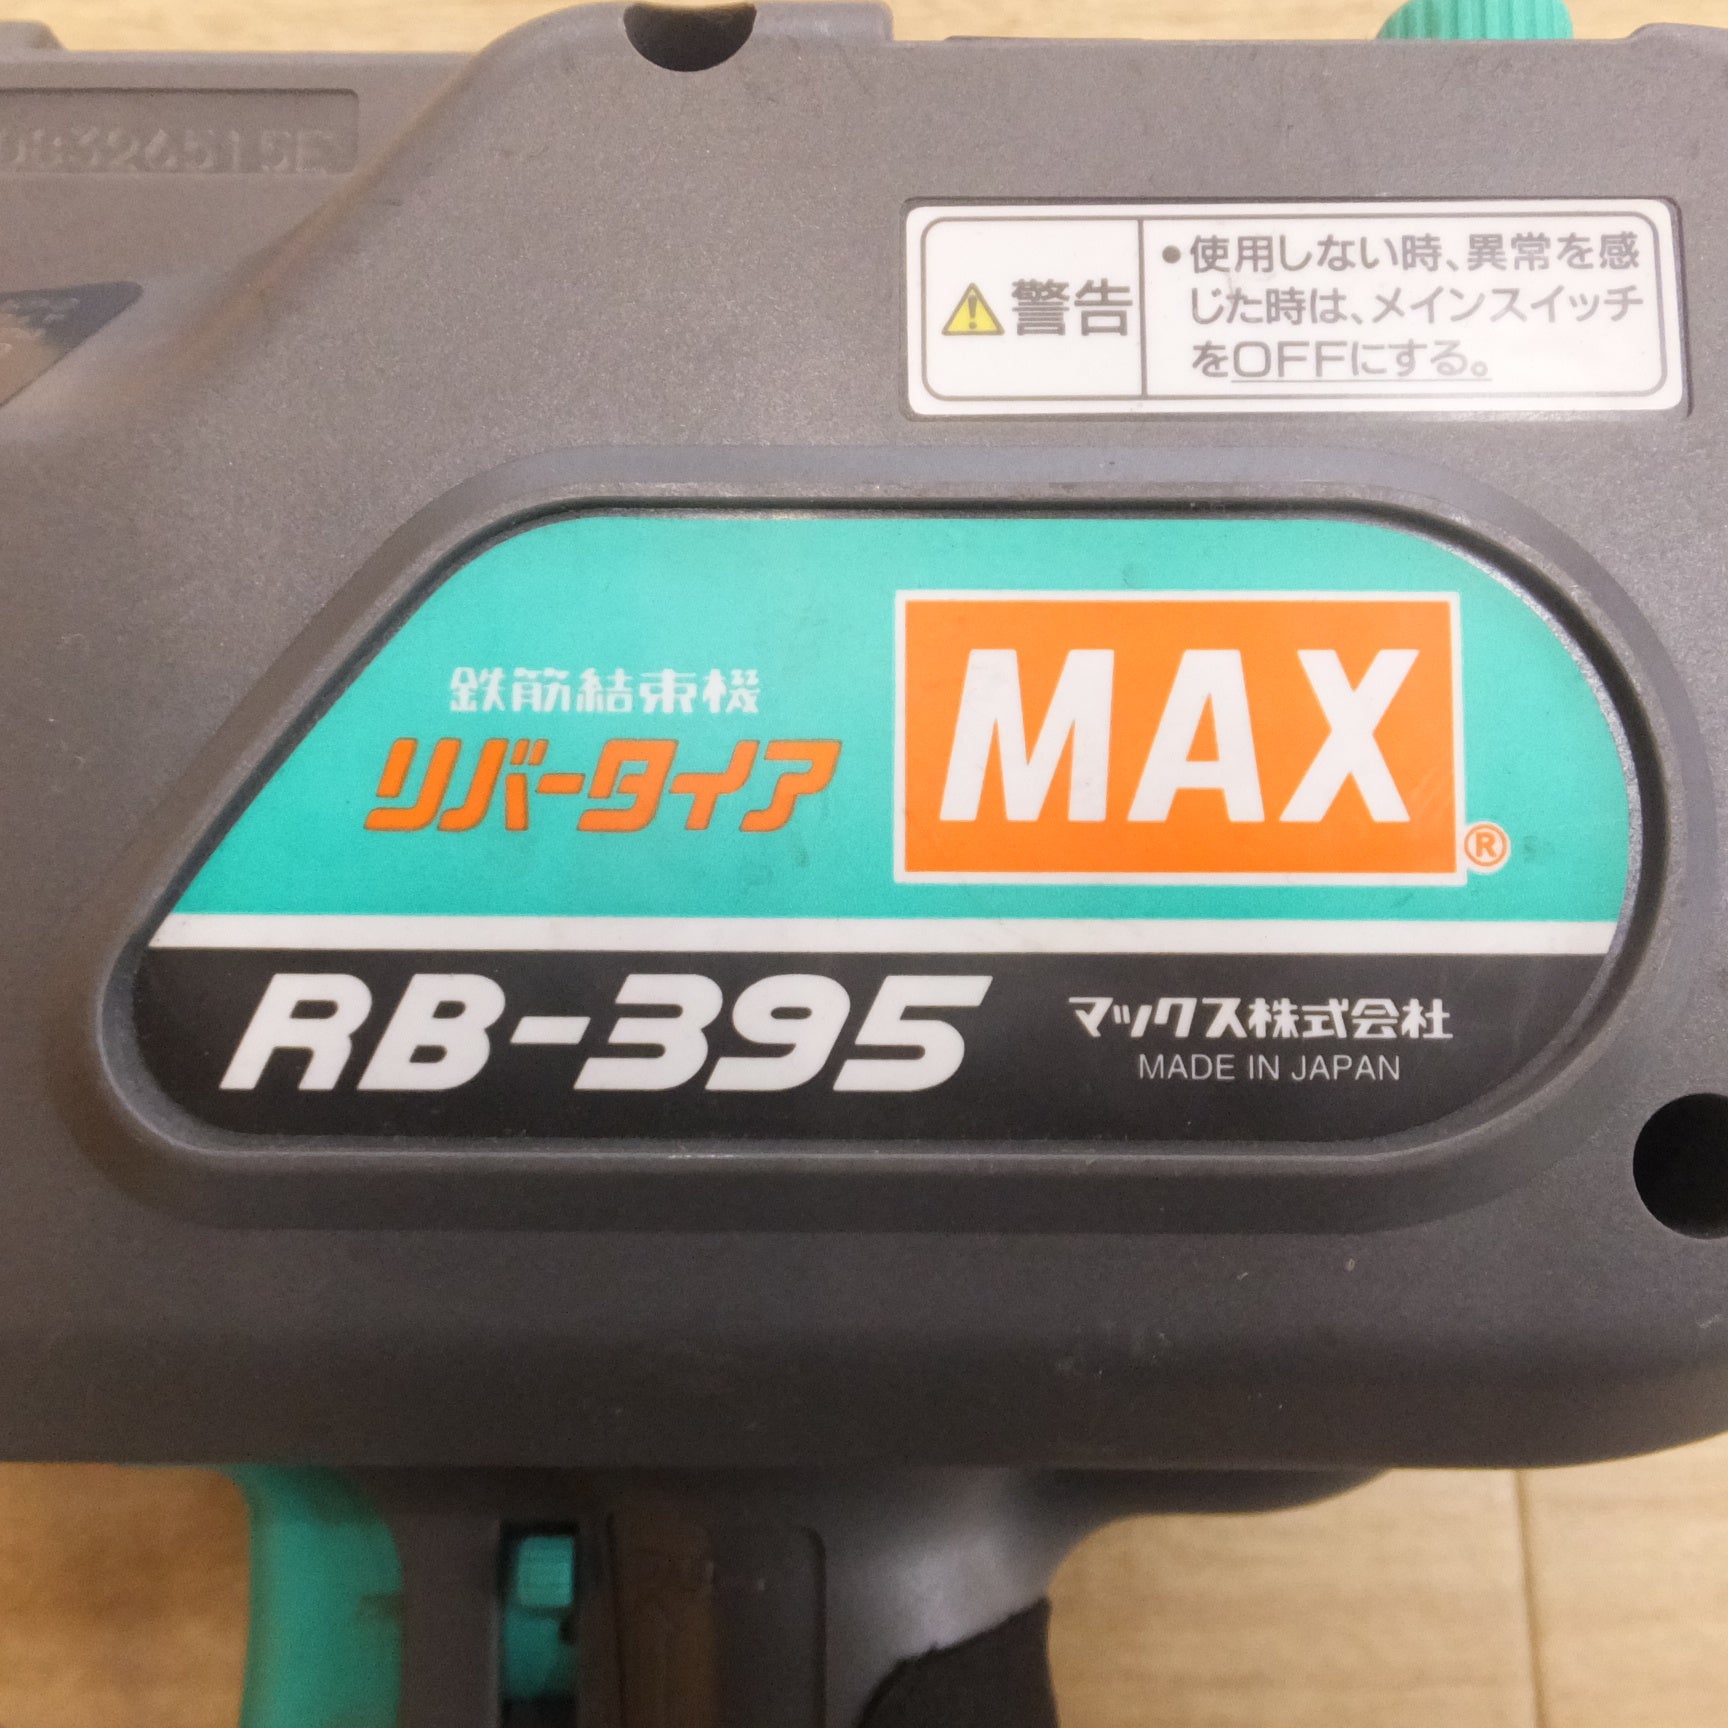 警告
•使用しない時、異常を感
じた時は、メインスイッチ
をOFFにする。
鉄筋結束機
リバータイア
MAX
®
RB-395
マックス株式会社
MADE IN JAPAN